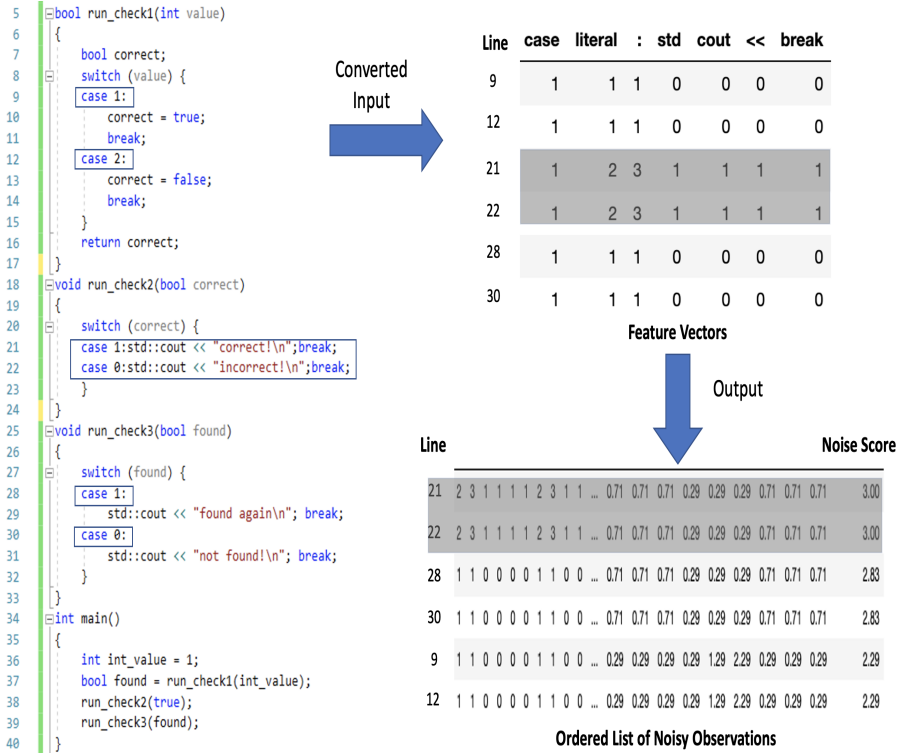 5 bool run_check1(int value)
6 {
7 bool correct;
8 switch (value) {
9 case 1:
10 correct = true;
11 break;
12 case 2:
13 correct = false;
14 break;
15 }
16 return correct;
17 }
18 void run_check2(bool correct)
19 {
20 switch (correct) {
21 case 1:std::cout << "correct!\n";break;
22 case 0:std::cout << "incorrect!\n";break;
23 }
24 }
25 void run_check3(bool found)
26 {
27 switch (found) {
28 case 1:
29 std::cout << "found again\n"; break;
30 case 0:
31 std::cout << "not found!\n"; break;
32 }
33 }
34 int main()
35 {
36 int int_value = 1;
37 bool found = run_check1(int_value);
38 run_check2(true);
39 run_check3(found);
40 }
Converted
Input
Line case literal : std cout << break
9 1 1 1 0 0 0 0
12 1 1 1 0 0 0 0
21 1 2 3 1 1 1 1
22 1 2 3 1 1 1 1
28 1 1 1 0 0 0 0
30 1 1 1 0 0 0 0
Feature Vectors
Output
Line Noise Score
21 2 3 1 1 1 1 2 3 1 1 ... 0.71 0.71 0.71 0.29 0.29 0.29 0.71 0.71 0.71 3.00
22 2 3 1 1 1 1 2 3 1 1 ... 0.71 0.71 0.71 0.29 0.29 0.29 0.71 0.71 0.71 3.00
28 1 1 0 0 0 0 1 1 0 0 ... 0.71 0.71 0.71 0.29 0.29 0.29 0.71 0.71 0.71 2.83
30 1 1 0 0 0 0 1 1 0 0 ... 0.71 0.71 0.71 0.29 0.29 0.29 0.71 0.71 0.71 2.83
9 1 1 0 0 0 0 1 1 0 0 ... 0.29 0.29 0.29 0.29 1.29 2.29 0.29 0.29 0.29 2.29
12 1 1 0 0 0 0 1 1 0 0 ... 0.29 0.29 0.29 0.29 1.29 2.29 0.29 0.29 0.29 2.29
Ordered List of Noisy Observations